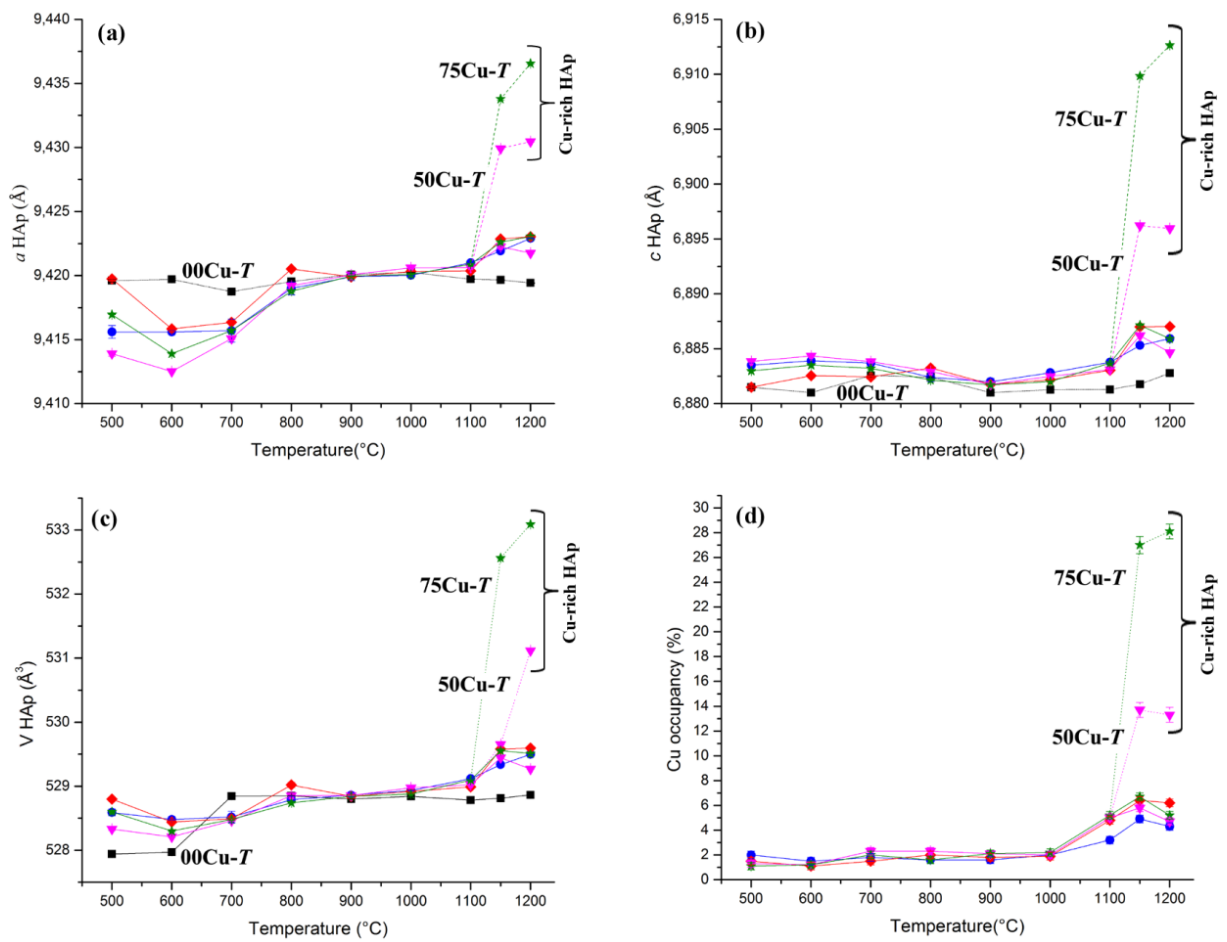 (a)
9,440
9,435
9,430
9,425
9,420
9,415
9,410
a HAp (Å)
75Cu-T
50Cu-T
00Cu-T
Cu-rich HAp
500 600 700 800 900 1000 1100 1200
Temperature(°C)
(b)
6,915
6,910
6,905
6,900
6,895
6,890
6,885
6,880
c HAp (Å)
75Cu-T
50Cu-T
00Cu-T
Cu-rich HAp
500 600 700 800 900 1000 1100 1200
Temperature(°C)
(c)
533
532
531
530
529
528
V HAp (Å³)
75Cu-T
50Cu-T
00Cu-T
Cu-rich HAp
500 600 700 800 900 1000 1100 1200
Temperature (°C)
(d)
30
28
26
24
22
20
18
16
14
12
10
8
6
4
2
0
Cu occupancy (%)
75Cu-T
50Cu-T
Cu-rich HAp
500 600 700 800 900 1000 1100 1200
Temperature(°C)